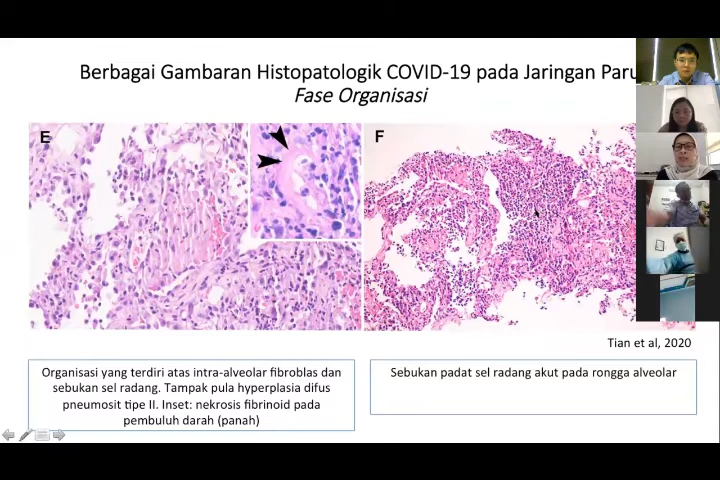 Berbagai Gambaran Histopatologik COVID-19 pada Jaringan Paru
Fase Organisasi
E
F
Tian et al, 2020
Organisasi yang terdiri atas intra-alveolar fibroblas dan
sebukan sel radang. Tampak pula hyperplasia difus
pneumosit tipe II. Inset: nekrosis fibrinoid pada
pembuluh darah (panah)
Sebukan padat sel radang akut pada rongga alveolar